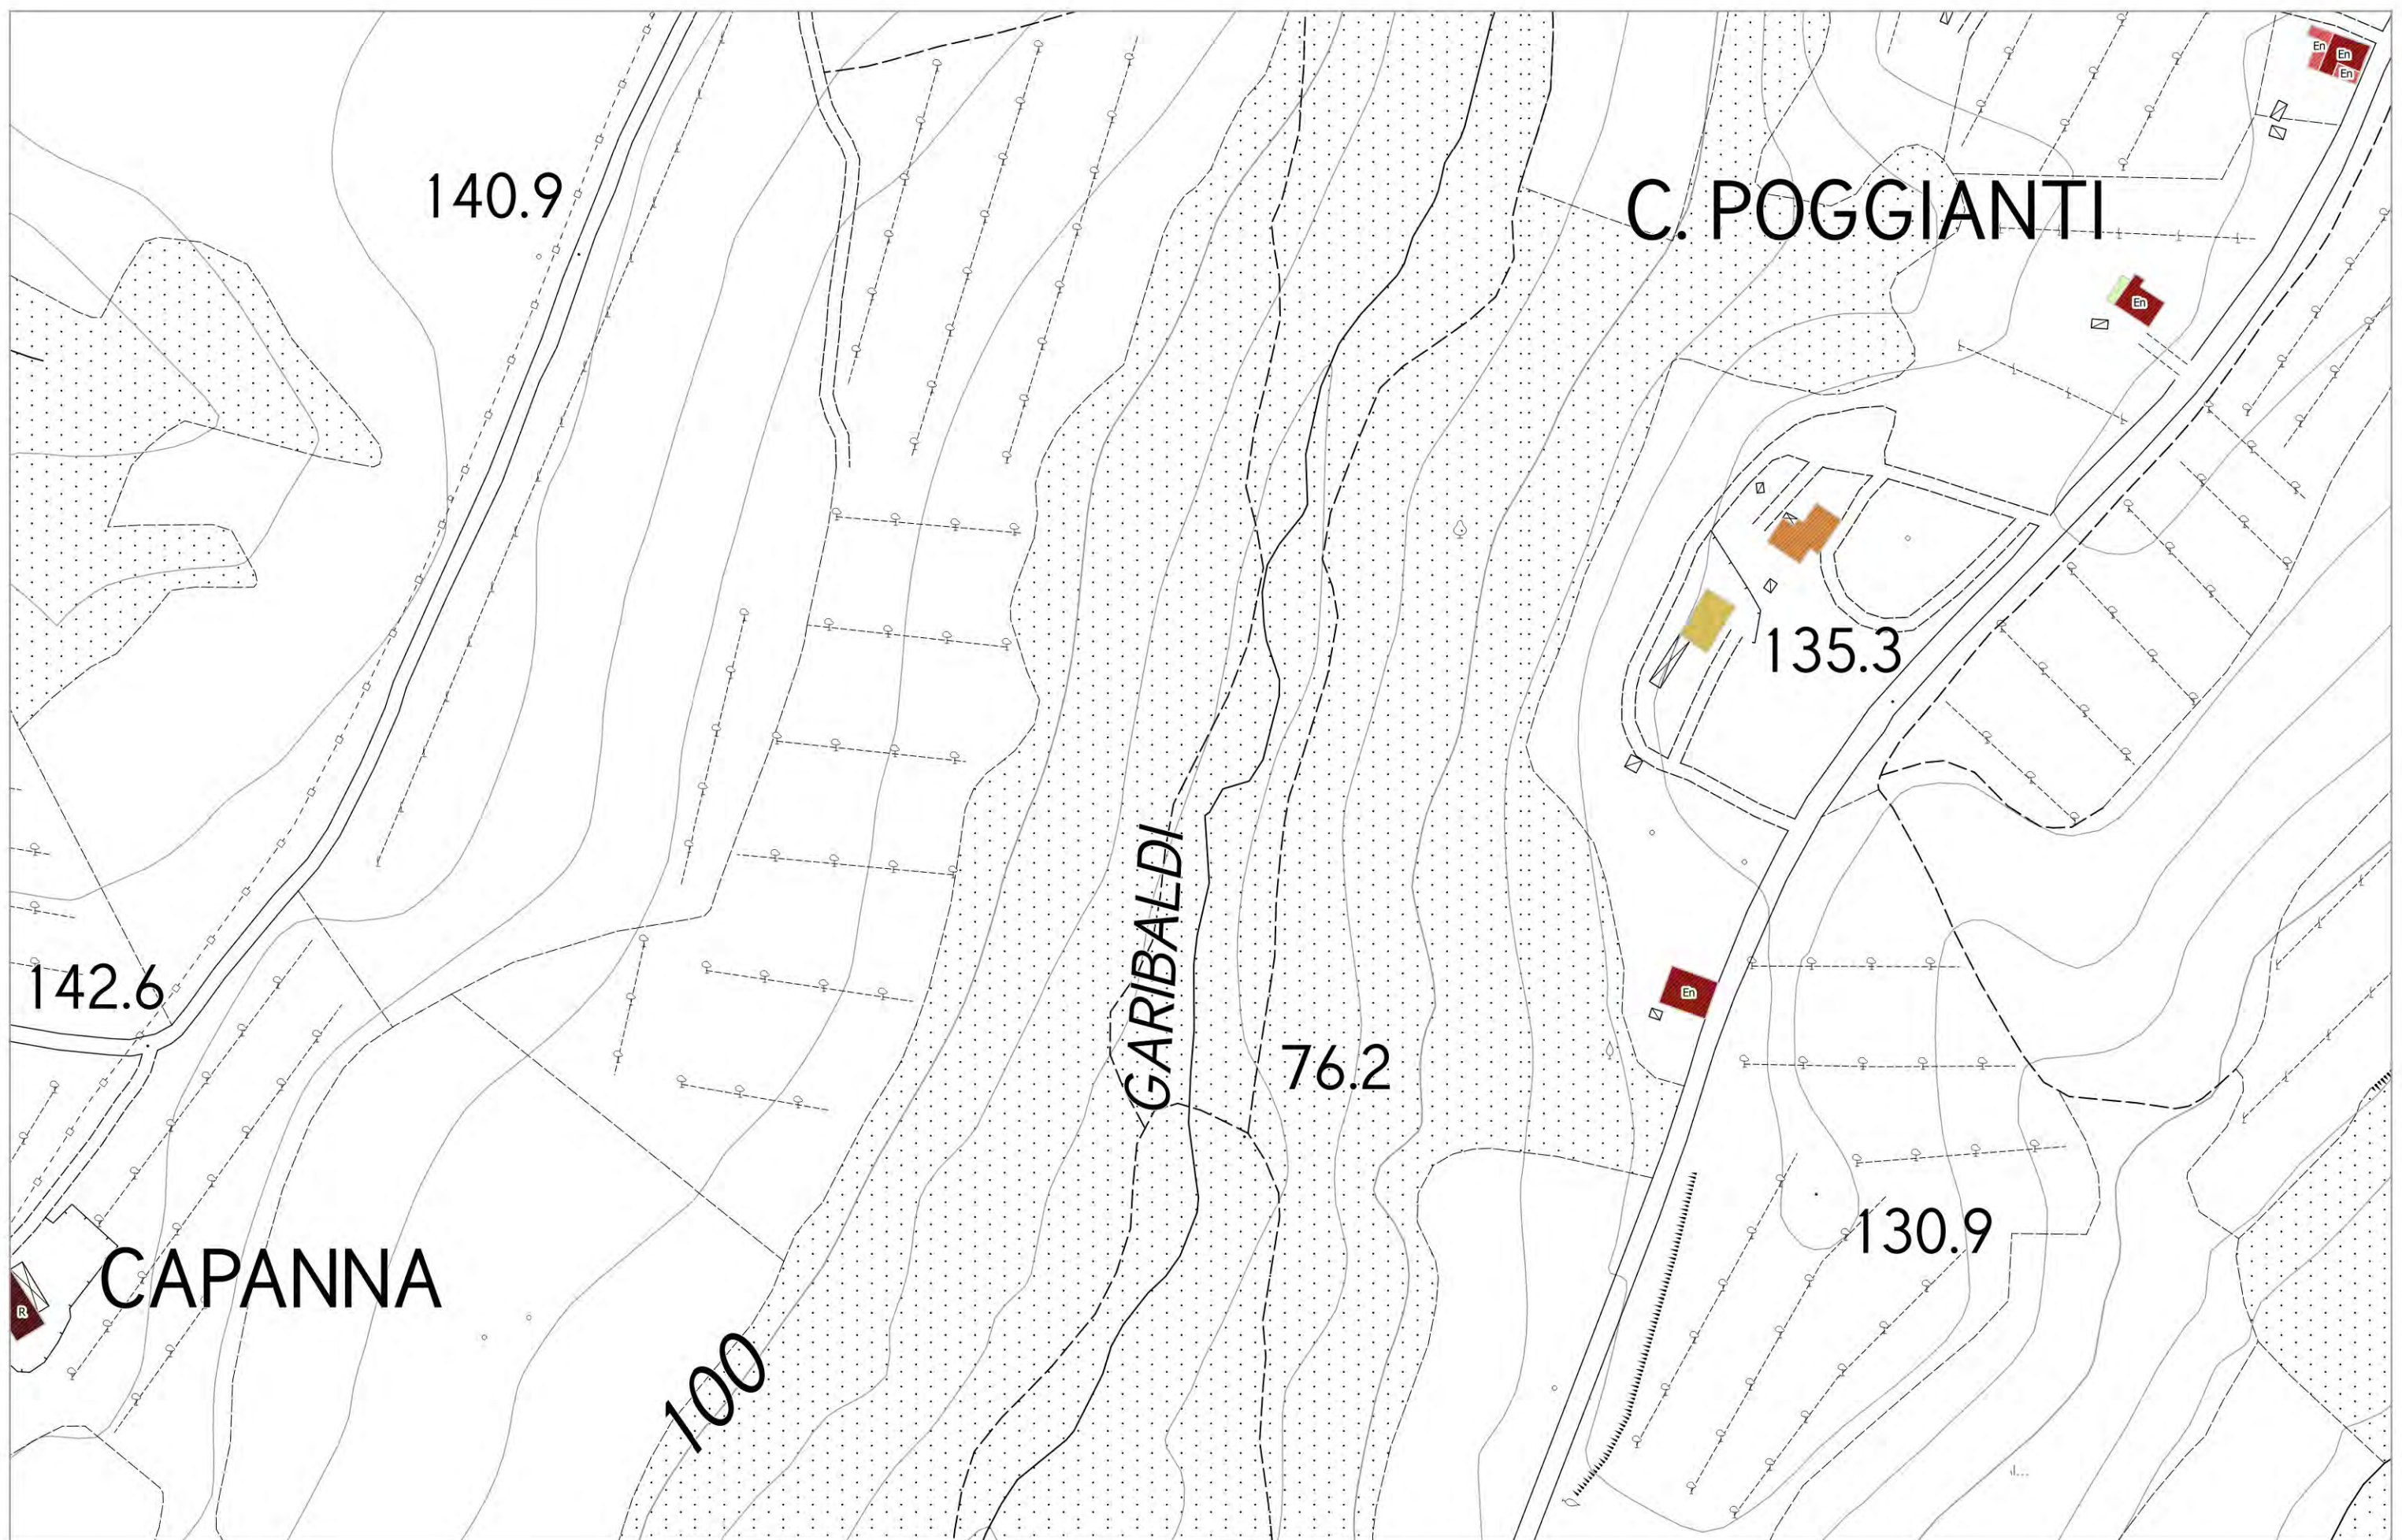 En
En
En
140.9
C. POGGIANTI
En
135.3
GARIBALDI
142.6
En
76.2
130.9
CAPANNA
R
100